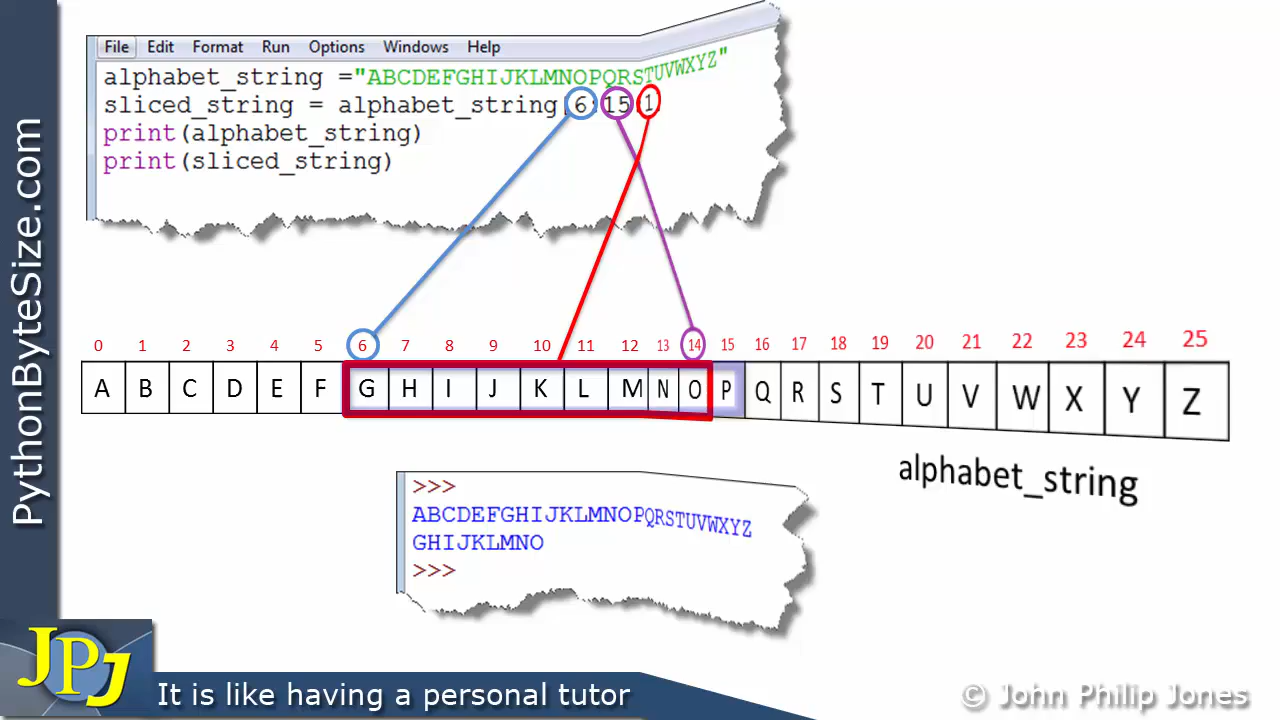 File Edit Format Run Options Windows Help
alphabet_string ="ABCDEFGHIJKLMNOPQRSTUVWXYZ"
sliced_string = alphabet_string[6:15:1]
print(alphabet_string)
print(sliced_string)
PythonByteSize.com
0 1 2 3 4 5 6 7 8 9 10 11 12 13 14 15 16 17 18 19 20 21 22 23 24 25
A B C D E F G H I J K L M N O P Q R S T U V W X Y Z
alphabet_string
>>>
ABCDEFGHIJKLMNOPQRSTUVWXYZ
GHIJKLMNO
>>>
JPJ
It is like having a personal tutor
© John Philip Jones